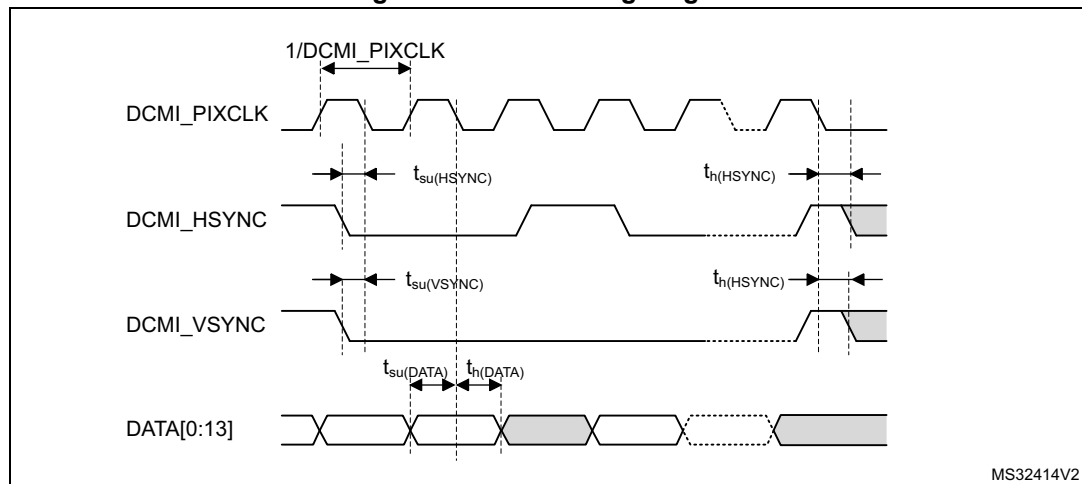 1/DCMI_PIXCLK
DCMI_PIXCLK
tsu(HSYNC) th(HSYNC)
DCMI_HSYNC
tsu(VSYNC) th(HSYNC)
DCMI_VSYNC
tsu(DATA) th(DATA)
DATA[0:13]
MS32414V2